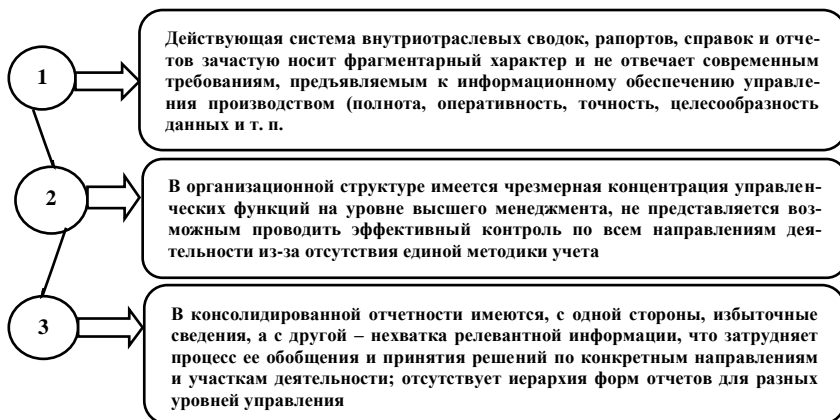 1
Действующая система внутриотраслевых сводок, рапортов, справок и отче-
тов зачастую носит фрагментарный характер и не отвечает современным
требованиям, предъявляемым к информационному обеспечению управле-
ния производством (полнота, оперативность, точность, целесообразность
данных и т. п.
2
В организационной структуре имеется чрезмерная концентрация управлен-
ческих функций на уровне высшего менеджмента, не представляется воз-
можным проводить эффективный контроль по всем направлениям дея-
тельности из-за отсутствия единой методики учета
3
В консолидированной отчетности имеются, с одной стороны, избыточные
сведения, а с другой – нехватка релевантной информации, что затрудняет
процесс ее обобщения и принятия решений по конкретным направлениям
и участкам деятельности; отсутствует иерархия форм отчетов для разных
уровней управления